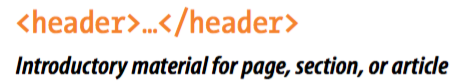 <header>…</header>
Introductory material for page, section, or article